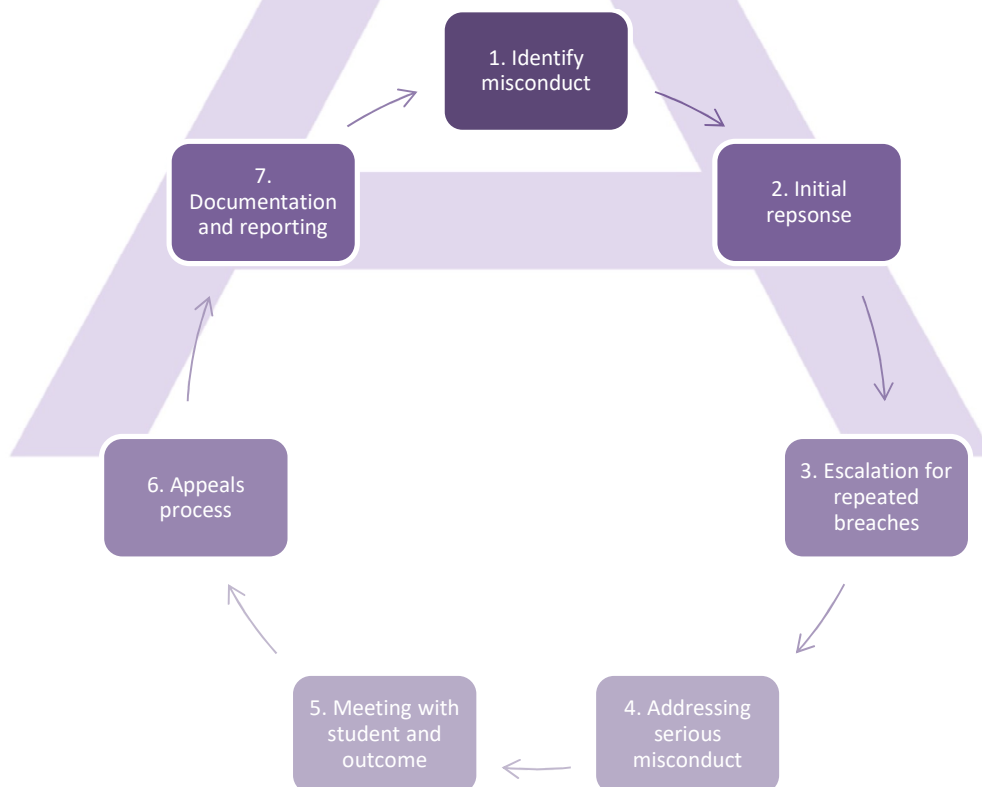 1. Identify
misconduct
2. Initial
repsonse
3. Escalation for
repeated
breaches
4. Addressing
serious
misconduct
5. Meeting with
student and
outcome
6. Appeals
process
7.
Documentation
and reporting